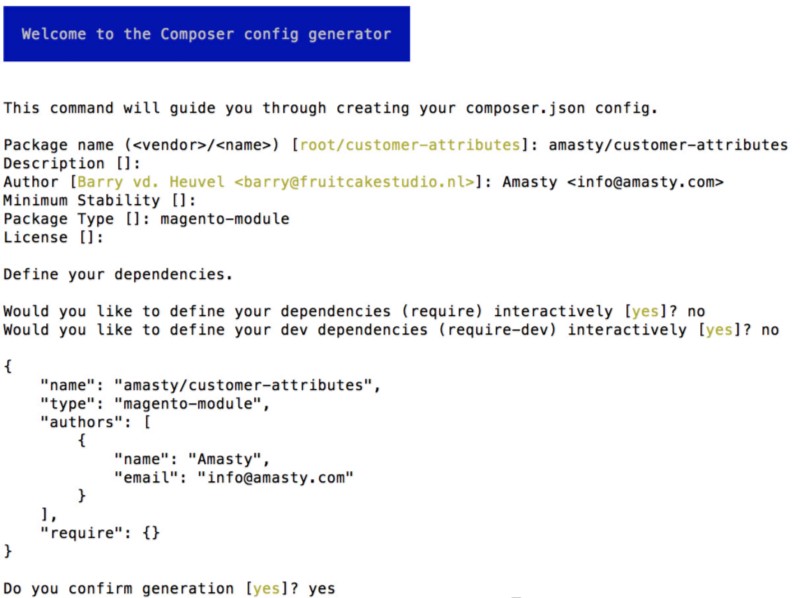 Welcome to the Composer config generator
This command will guide you through creating your composer.json config.
Package name (<vendor>/<name>) [root/customer-attributes]: amasty/customer-attributes
Description []:
Author [Barry vd. Heuvel <barry@fruitcakestudio.nl>]: Amasty <info@amasty.com>
Minimum Stability []:
Package Type []: magento-module
License []:
Define your dependencies.
Would you like to define your dependencies (require) interactively [yes]? no
Would you like to define your dev dependencies (require-dev) interactively [yes]? no
{
    "name": "amasty/customer-attributes",
    "type": "magento-module",
    "authors": [
        {
            "name": "Amasty",
            "email": "info@amasty.com"
        }
    ],
    "require": {}
}
Do you confirm generation [yes]? yes